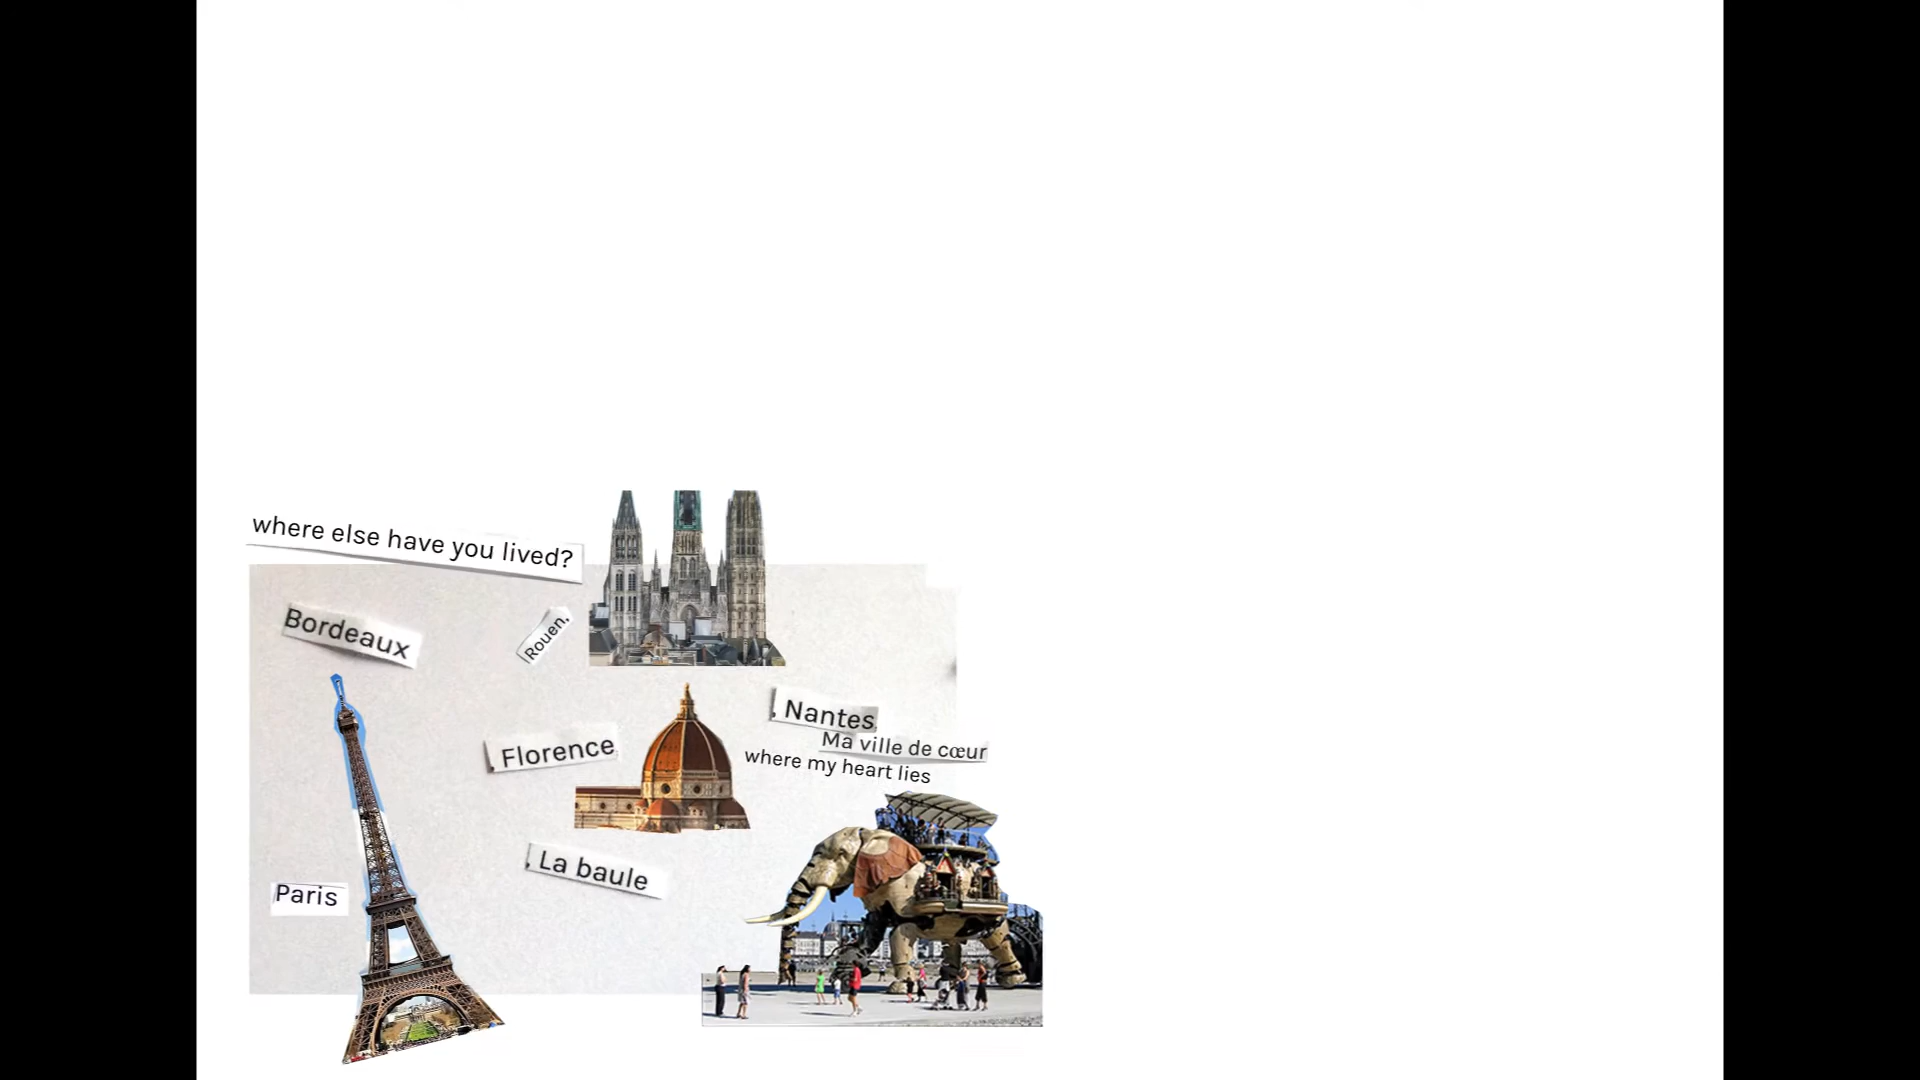 where else have you lived?
Bordeaux
Rouen,
, Nantes
Ma ville de cœur
where my heart lies
, Florence
, La baule
Paris